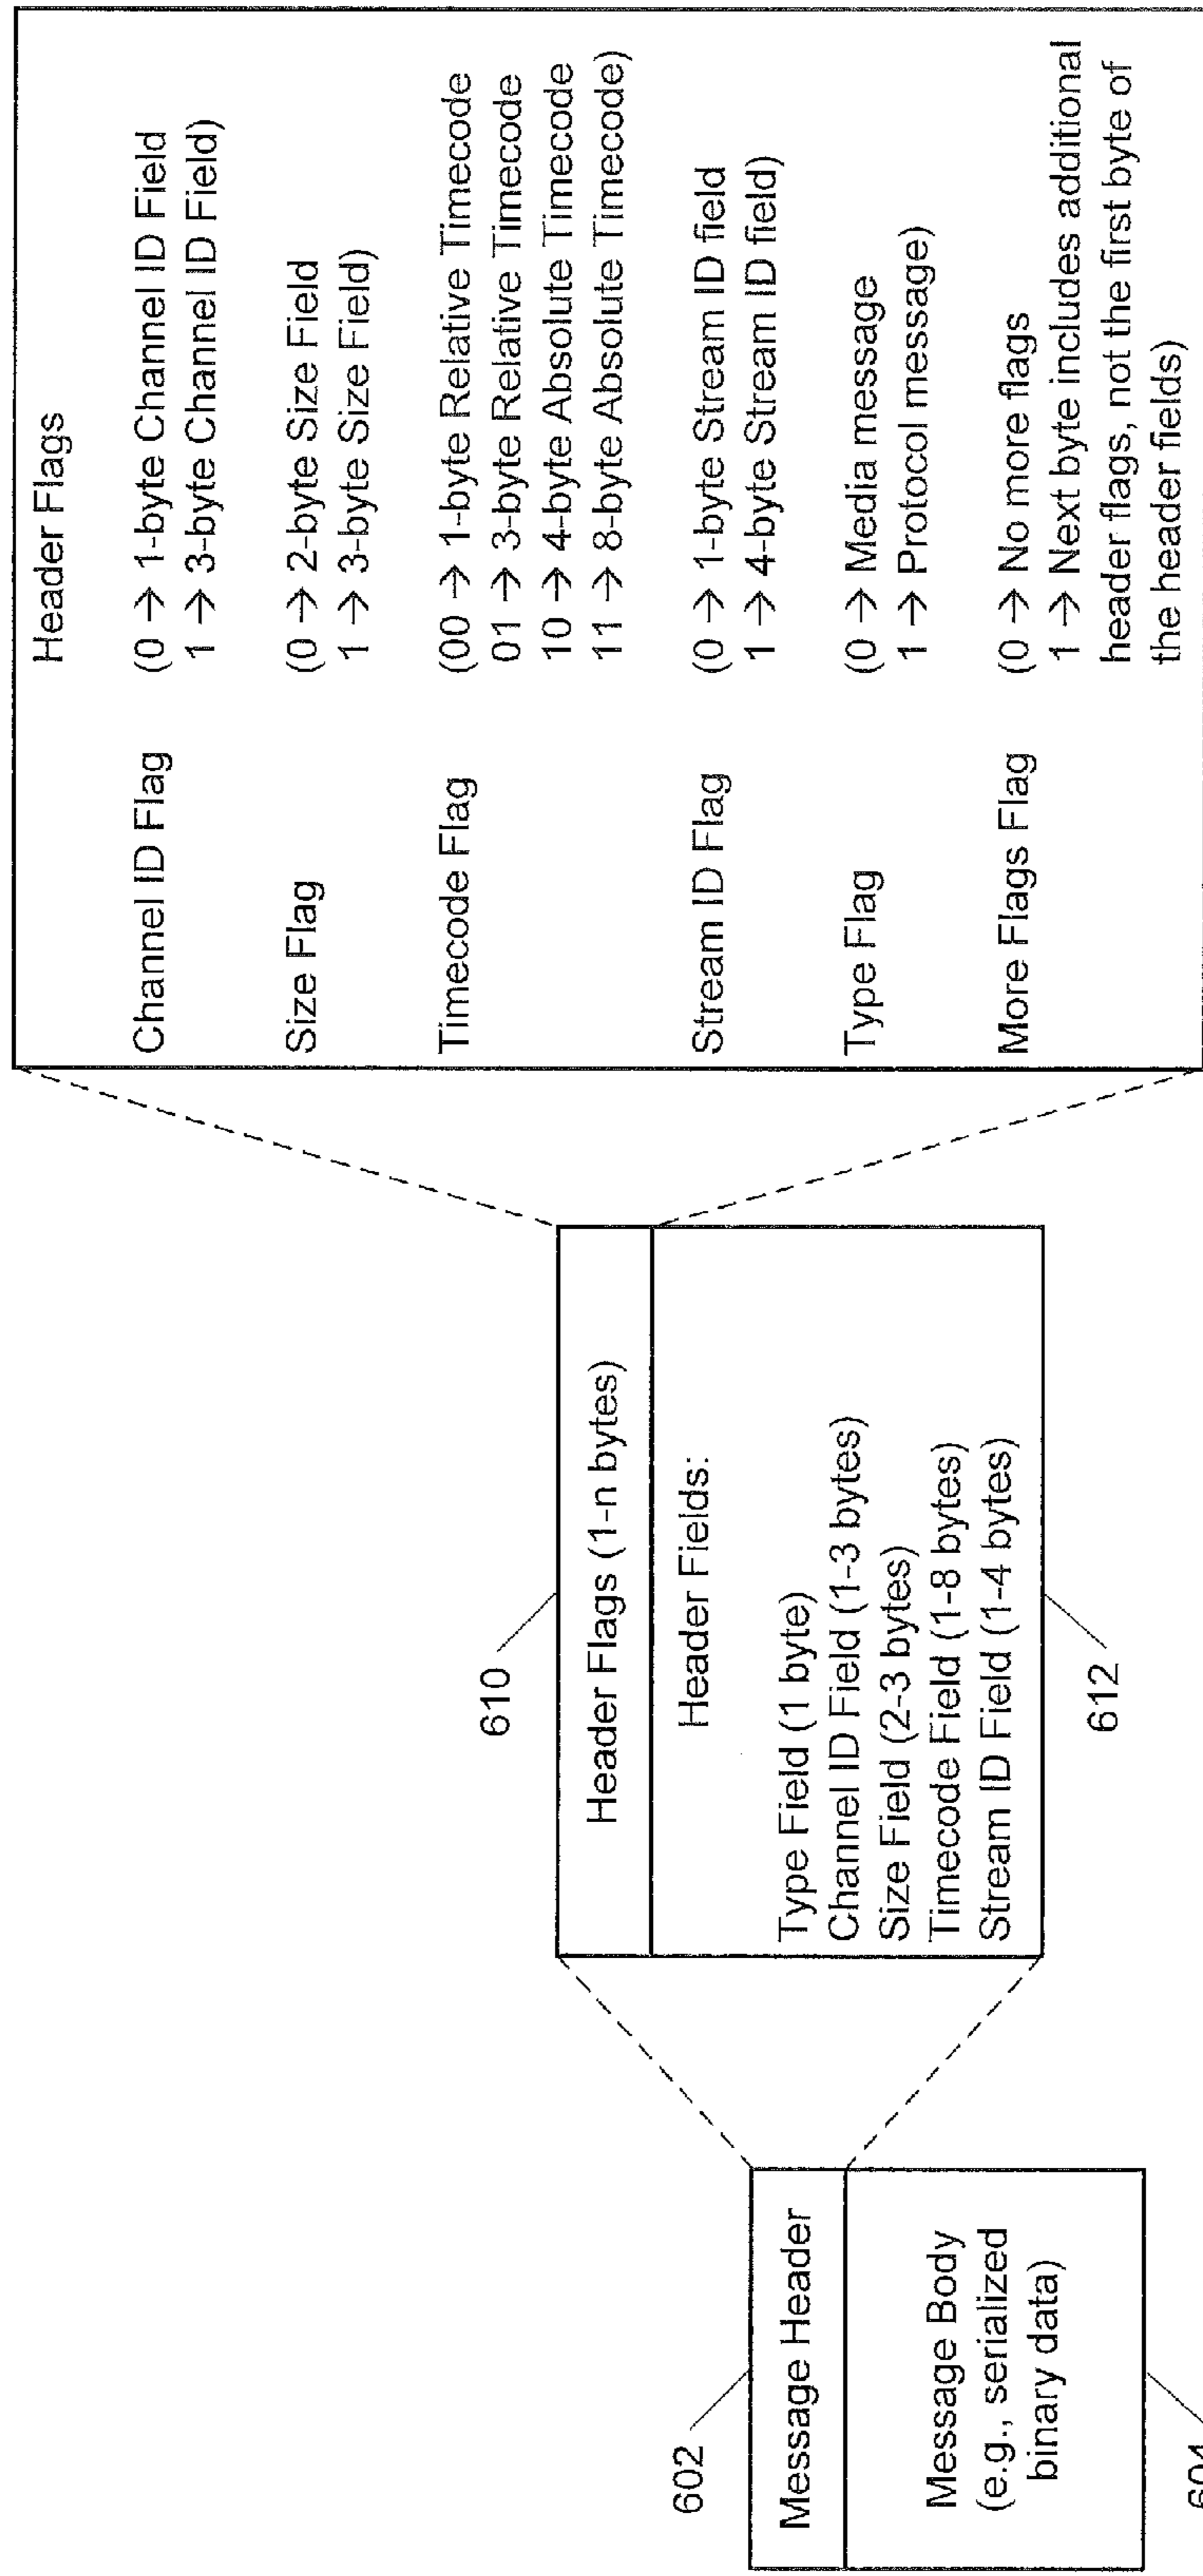 602
Message Header
Message Body
(e.g., serialized
binary data)
604
610
Header Flags (1-n bytes)
Header Fields:
Type Field (1 byte)
Channel ID Field (1-3 bytes)
Size Field (2-3 bytes)
Timecode Field (1-8 bytes)
Stream ID Field (1-4 bytes)
612
Header Flags
Channel ID Flag (0 → 1-byte Channel ID Field
1 → 3-byte Channel ID Field)
Size Flag (0 → 2-byte Size Field
1 → 3-byte Size Field)
Timecode Flag (00 → 1-byte Relative Timecode
01 → 3-byte Relative Timecode
10 → 4-byte Absolute Timecode
11 → 8-byte Absolute Timecode)
Stream ID Flag (0 → 1-byte Stream ID field
1 → 4-byte Stream ID field)
Type Flag (0 → Media message
1 → Protocol message)
More Flags Flag (0 → No more flags
1 → Next byte includes additional
header flags, not the first byte of
the header fields)